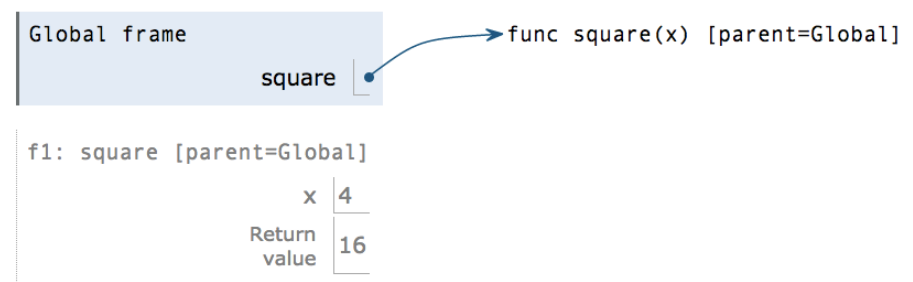 Global frame
func square(x) [parent=Global]
square
f1: square [parent=Global]
x 4
Return
value 16